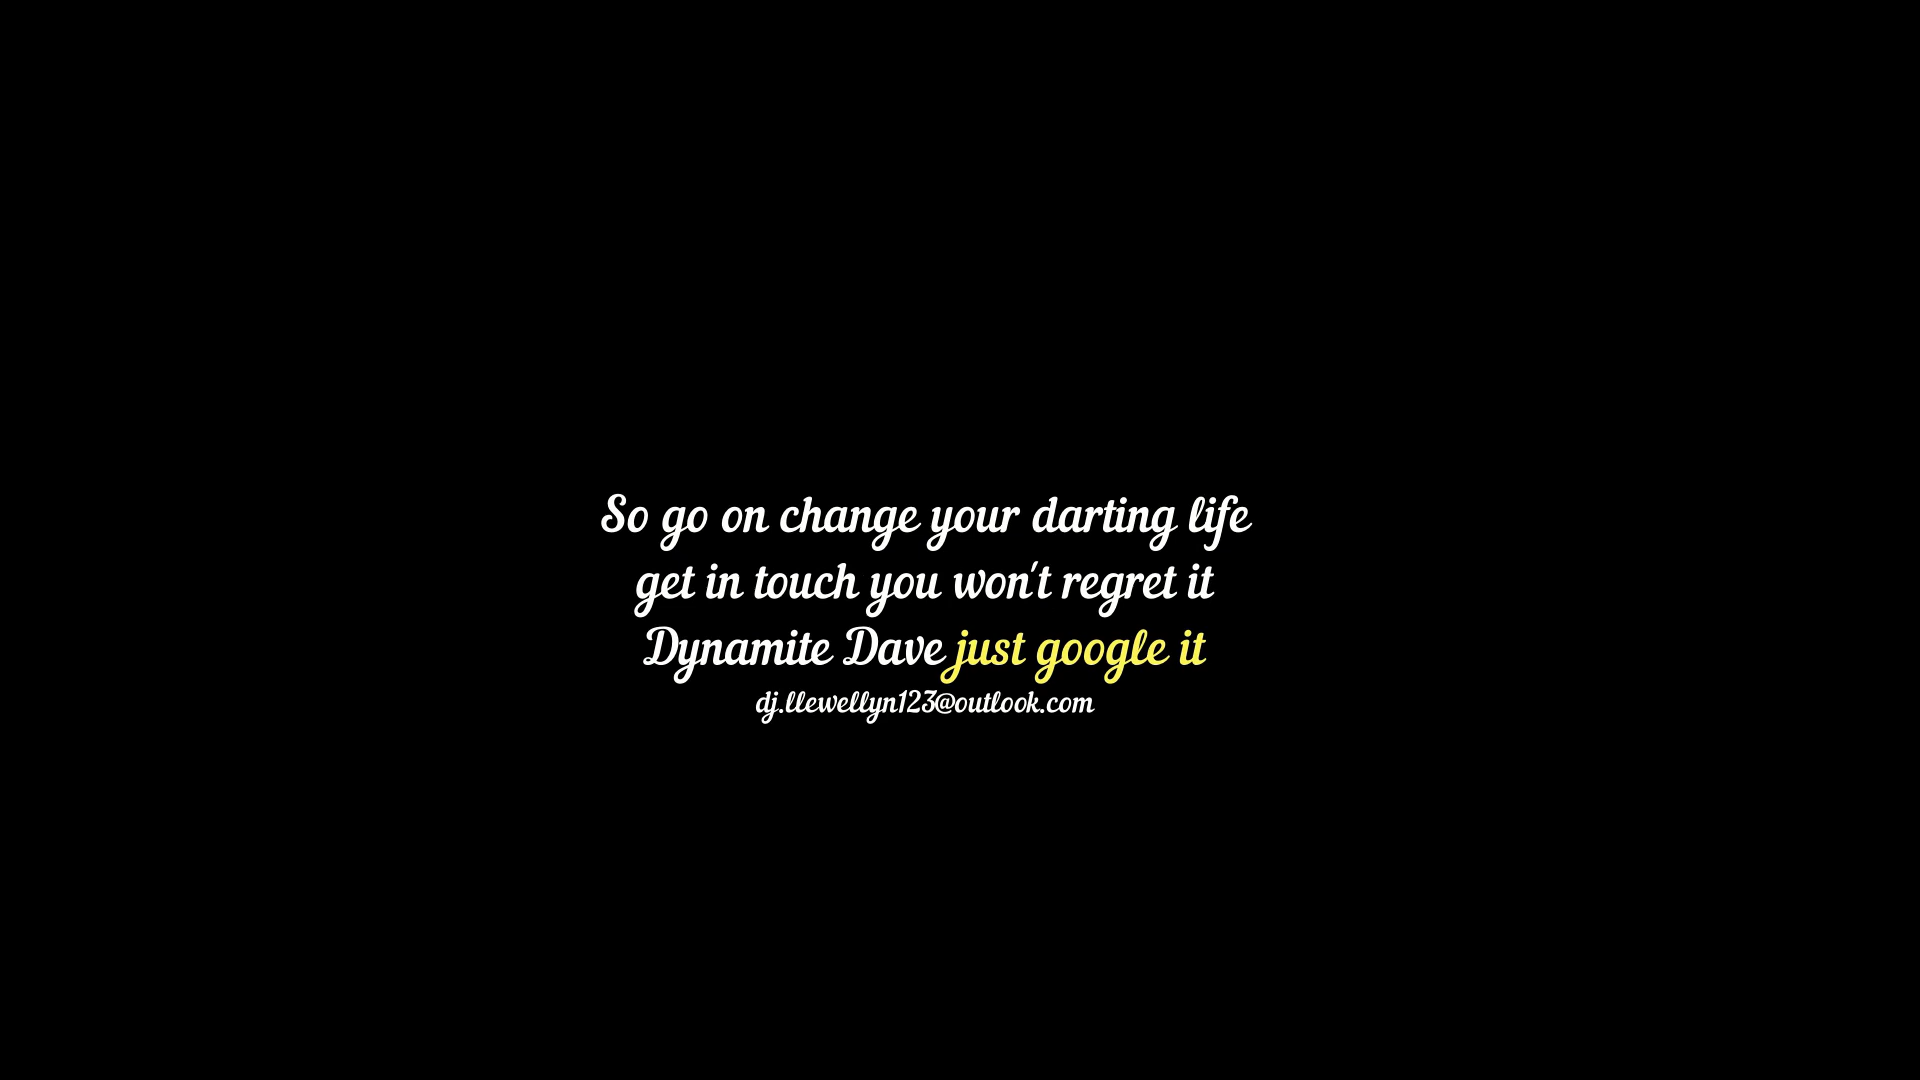 So go on change your darting life
get in touch you won't regret it
Dynamite Dave just google it
dj.llewellyn123@outlook.com